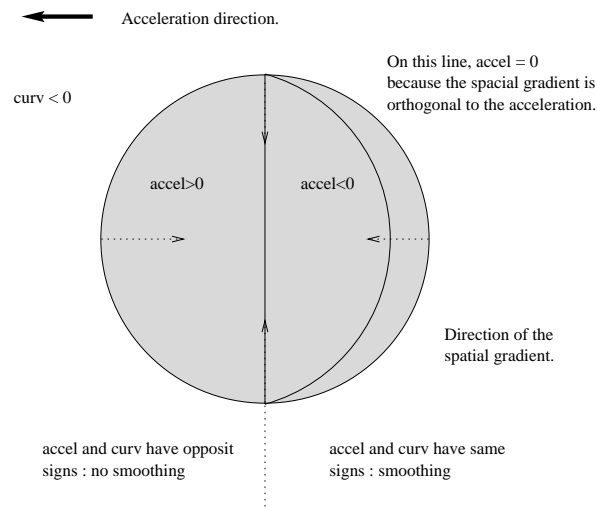 Acceleration direction.
On this line, accel = 0
because the spacial gradient is
orthogonal to the acceleration.
curv < 0
accel>0
accel<0
Direction of the
spatial gradient.
accel and curv have opposit
signs : no smoothing
accel and curv have same
signs : smoothing